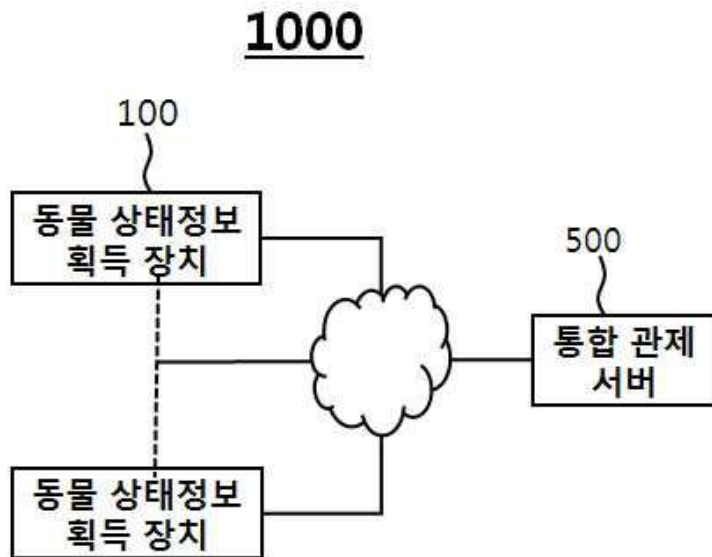 1000
100
동물 상태정보
획득 장치
500
통합 관제
서버
동물 상태정보
획득 장치